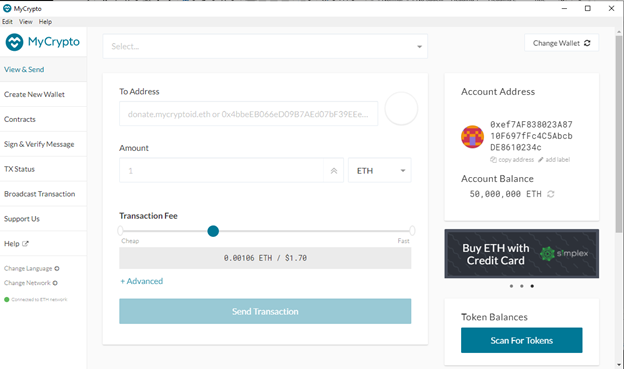 MyCrypto
Edit View Help
MyCrypto
View & Send
Create New Wallet
Contracts
Sign & Verify Message
TX Status
Broadcast Transaction
Support Us
Help
Change Language
Change Network
Connected to ETH network
Select...
Change Wallet
To Address
donate.mycryptoid.eth or 0x4bbeEB066eD09B7AEd07bF39EEe...
Amount
1
ETH
Transaction Fee
Cheap
Fast
0.00106 ETH / $1.70
+ Advanced
Send Transaction
Account Address
0xef7AF838023A87
10F697fFc4C5Abcb
DE8610234c
copy address
add label
Account Balance
50,000,000 ETH
Buy ETH with
Credit Card
simplex
Token Balances
Scan For Tokens